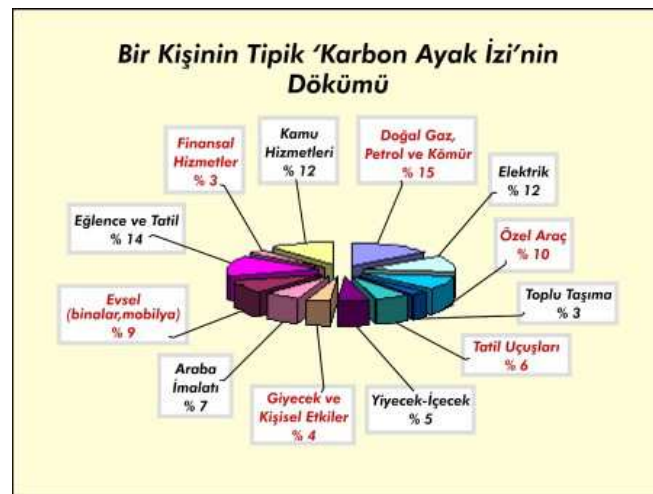 Bir Kişinin Tipik ‘Karbon Ayak İzi’nin
Dökümü
Finansal
Hizmetler
% 3
Kamu
Hizmetleri
% 12
Doğal Gaz,
Petrol ve Kömür
% 15
Elektrik
% 12
Eğlence ve Tatil
% 14
Özel Araç
% 10
Evsel
(binalar,mobilya)
% 9
Toplu Taşıma
% 3
Araba
İmalatı
% 7
Giyecek ve
Kişisel Etkiler
% 4
Yiyecek-İçecek
% 5
Tatil Uçuşları
% 6